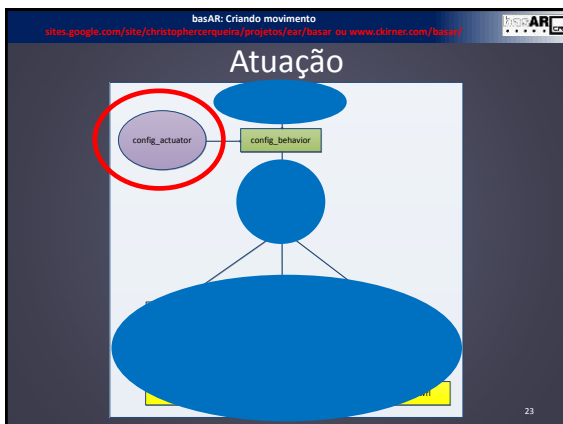 basAR: Criando movimento
sites.google.com/site/christophercerqueira/projetos/ear/basar ou www.ckirner.com/basar/
basAR
Atuação
config_actuator
config_behavior
23